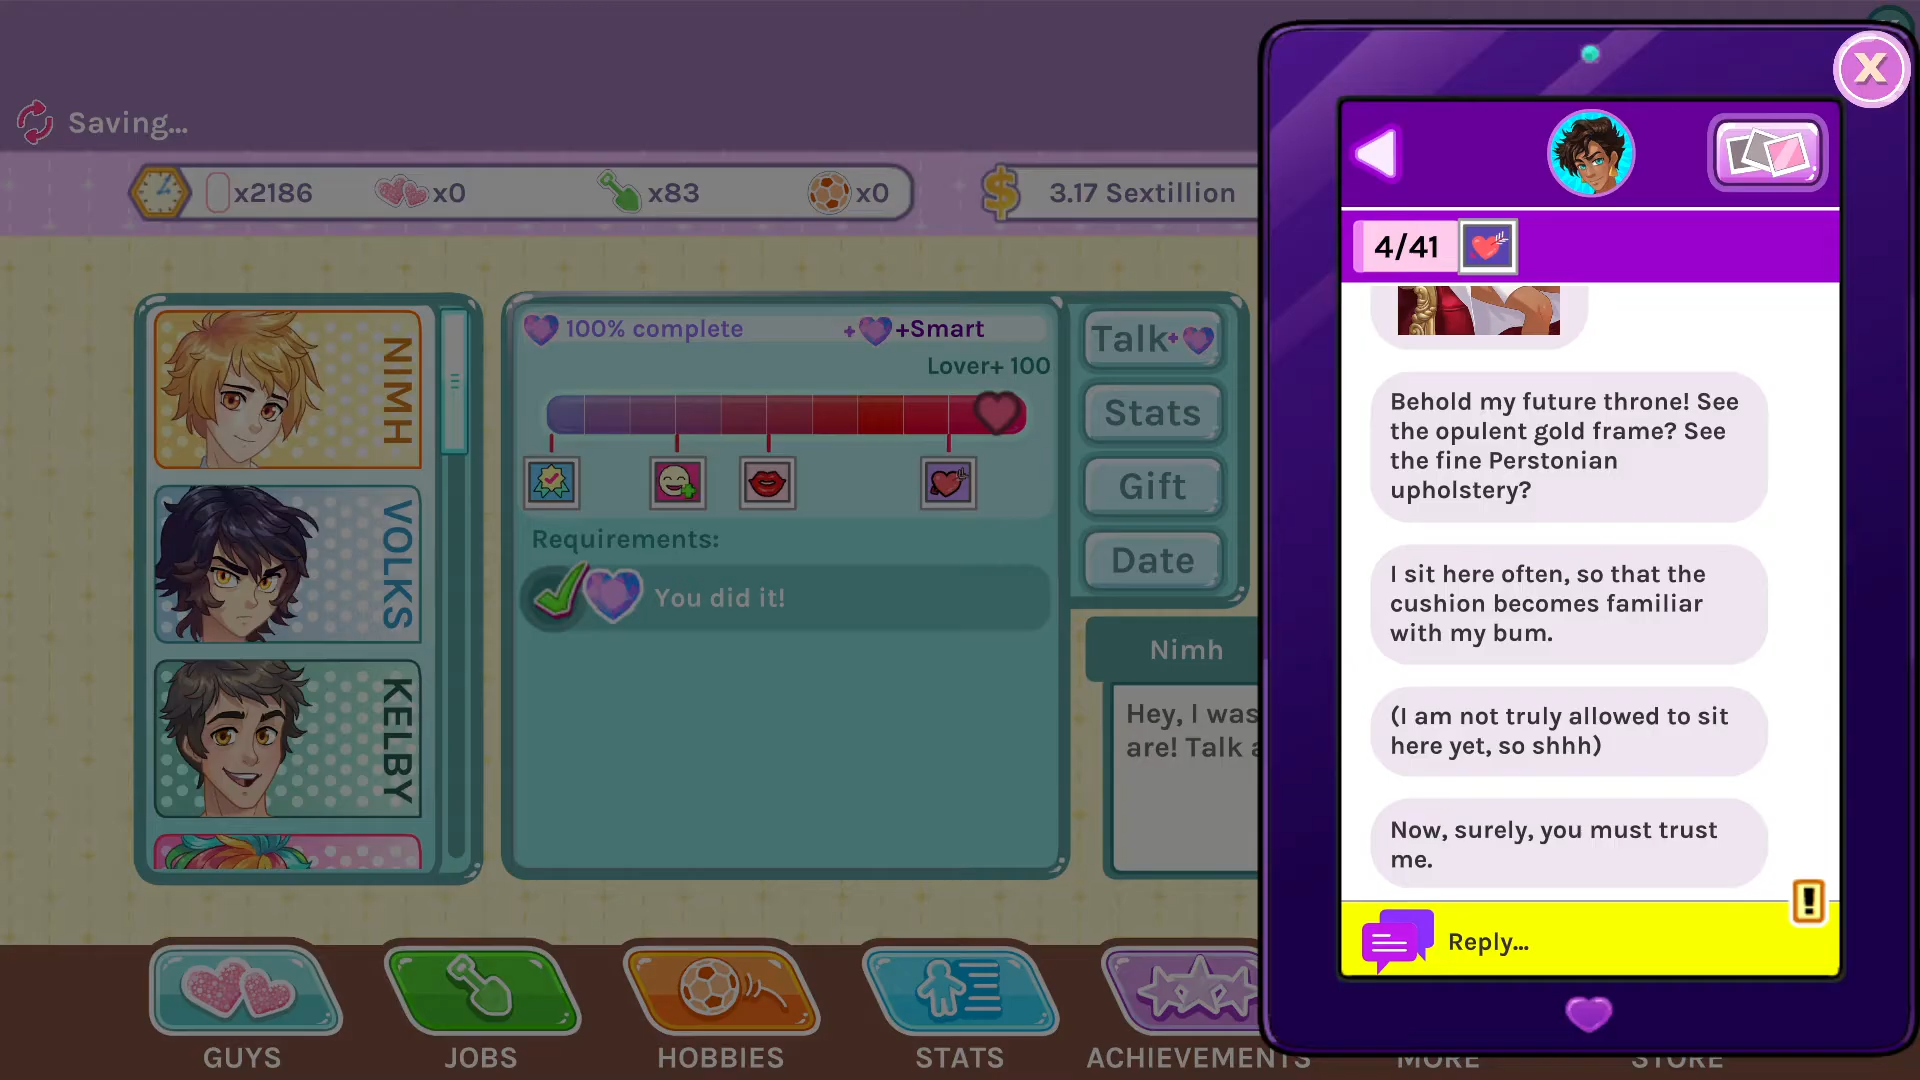 Saving...
x2186
x0
x83
x0
3.17 Sextillion
NIMH
VOLKS
KELBY
100% complete
+Smart
Lover+ 100
Requirements:
You did it!
Talk
Stats
Gift
Date
Nimh
Hey, I was
are! Talk a
GUYS
JOBS
HOBBIES
STATS
ACHIEVEMENTS
MORE
STORE
X
4/41
Behold my future throne! See
the opulent gold frame? See
the fine Perstonian
upholstery?
I sit here often, so that the
cushion becomes familiar
with my bum.
(I am not truly allowed to sit
here yet, so shhh)
Now, surely, you must trust
me.
!
Reply...